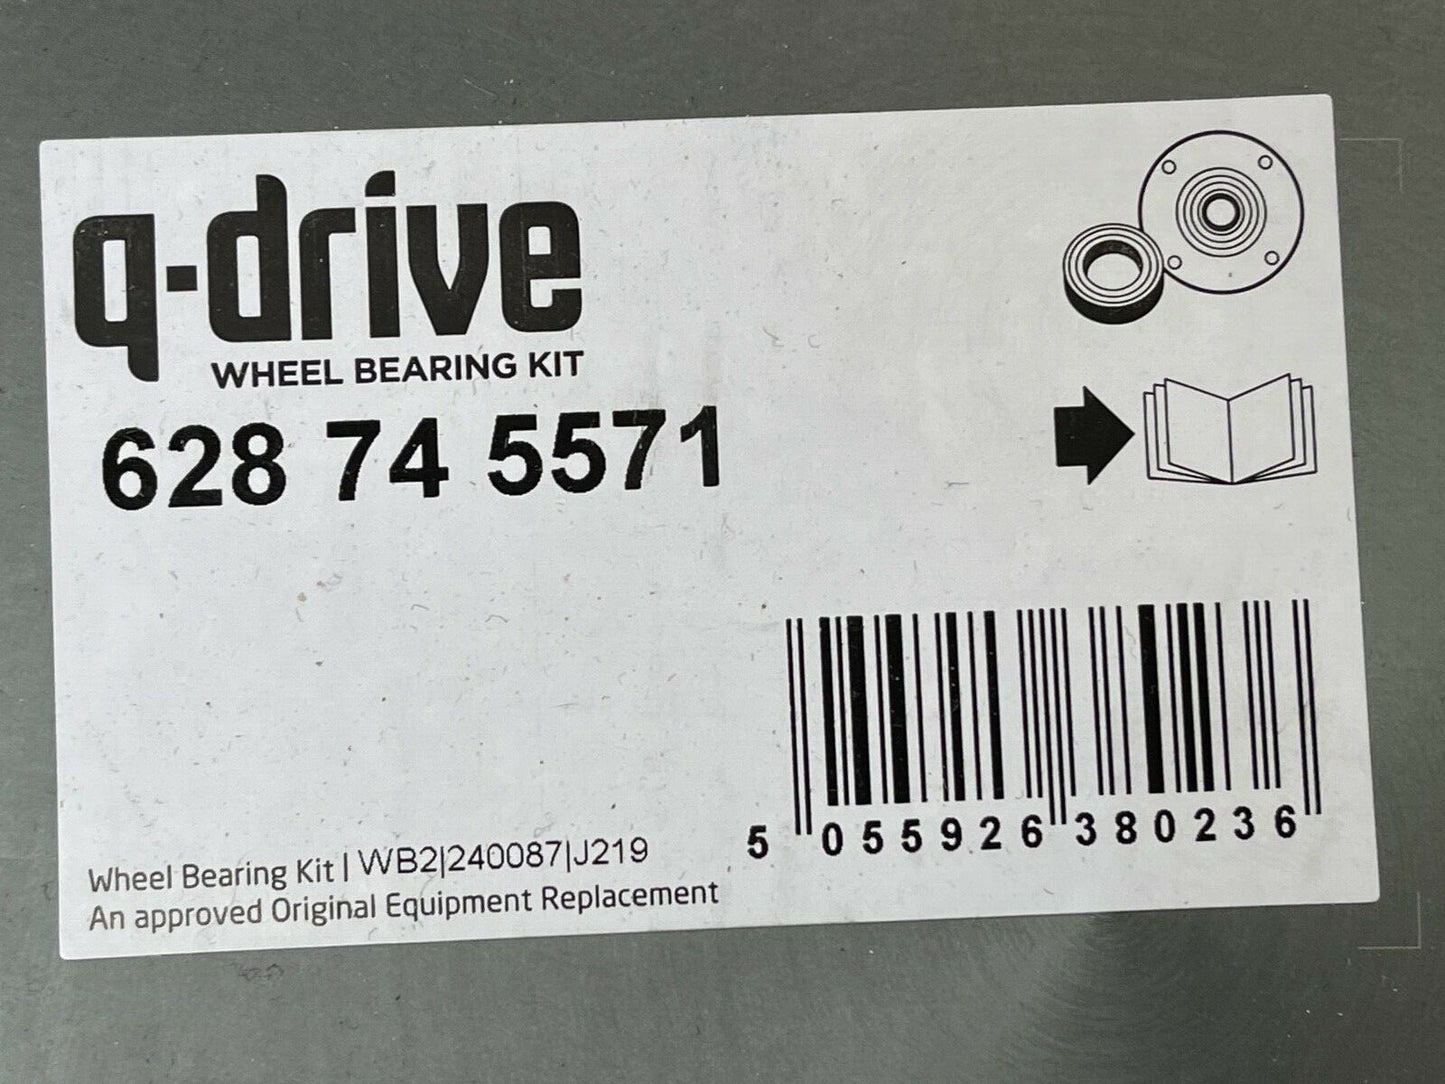 q-drive
WHEEL BEARING KIT
628 74 5571
5 055926 380236
Wheel Bearing Kit | WB2|240087|J219
An approved Original Equipment Replacement